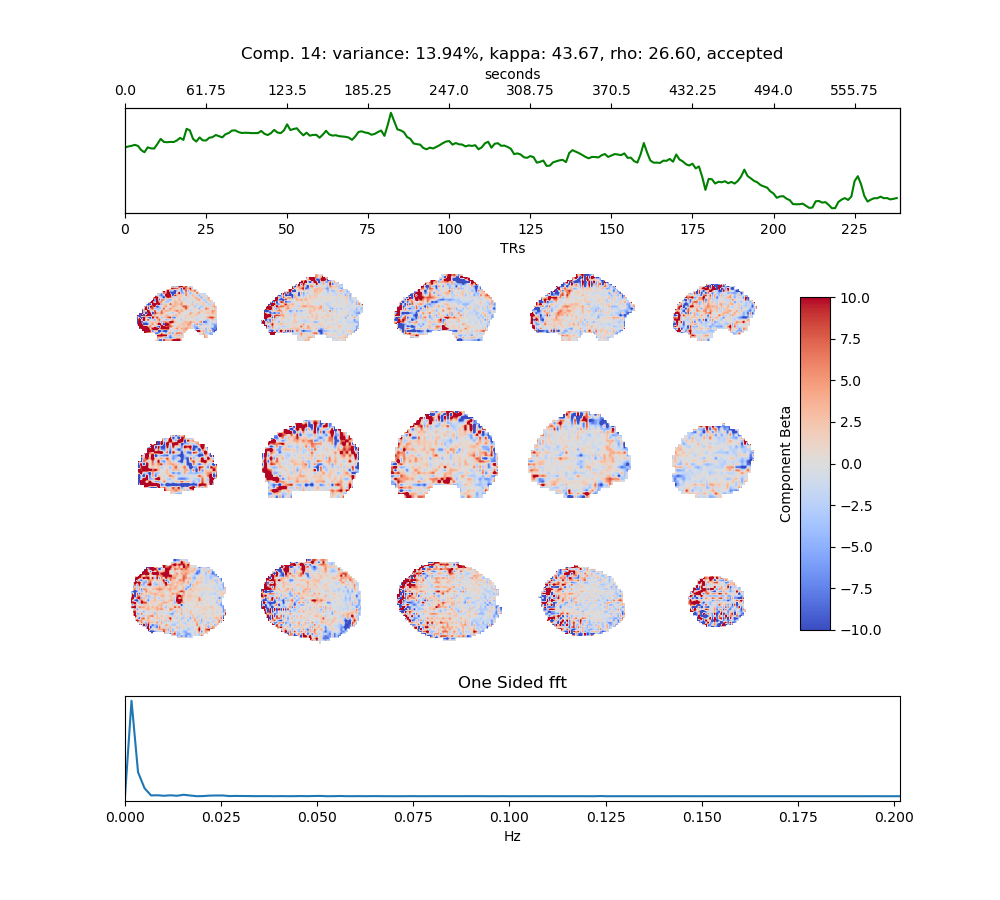 Comp. 14: variance: 13.94%, kappa: 43.67, rho: 26.60, accepted
seconds
0.0 61.75 123.5 185.25 247.0 308.75 370.5 432.25 494.0 555.75
0 25 50 75 100 125 150 175 200 225
TRs
10.0
7.5
5.0
2.5
0.0
−2.5
−5.0
−7.5
−10.0
Component Beta
One Sided fft
0.000 0.025 0.050 0.075 0.100 0.125 0.150 0.175 0.200
Hz